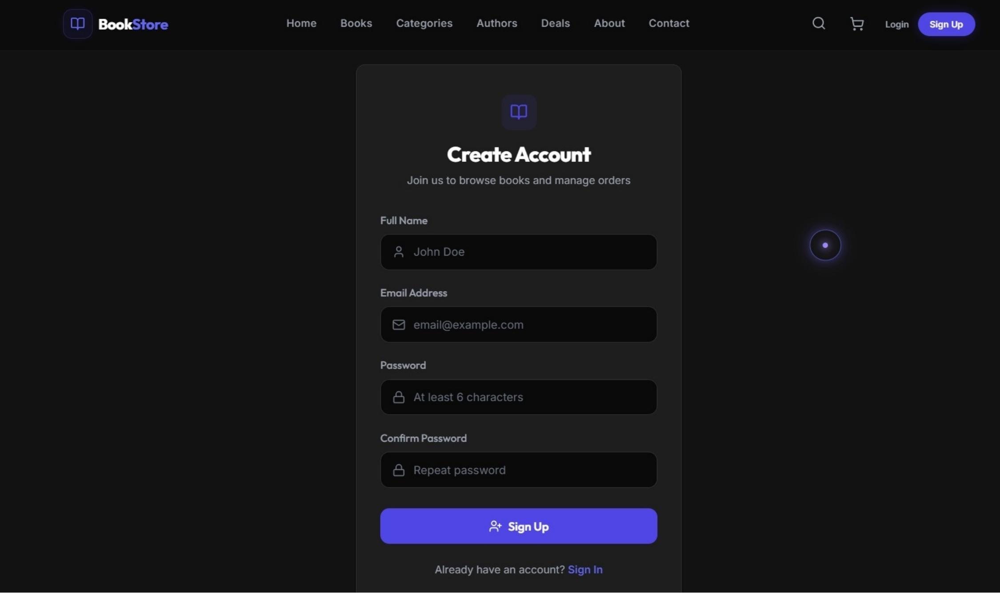 BookStore
Home Books Categories Authors Deals About Contact
Login Sign Up
Create Account
Join us to browse books and manage orders
Full Name
John Doe
Email Address
email@example.com
Password
At least 6 characters
Confirm Password
Repeat password
Sign Up
Already have an account? Sign In